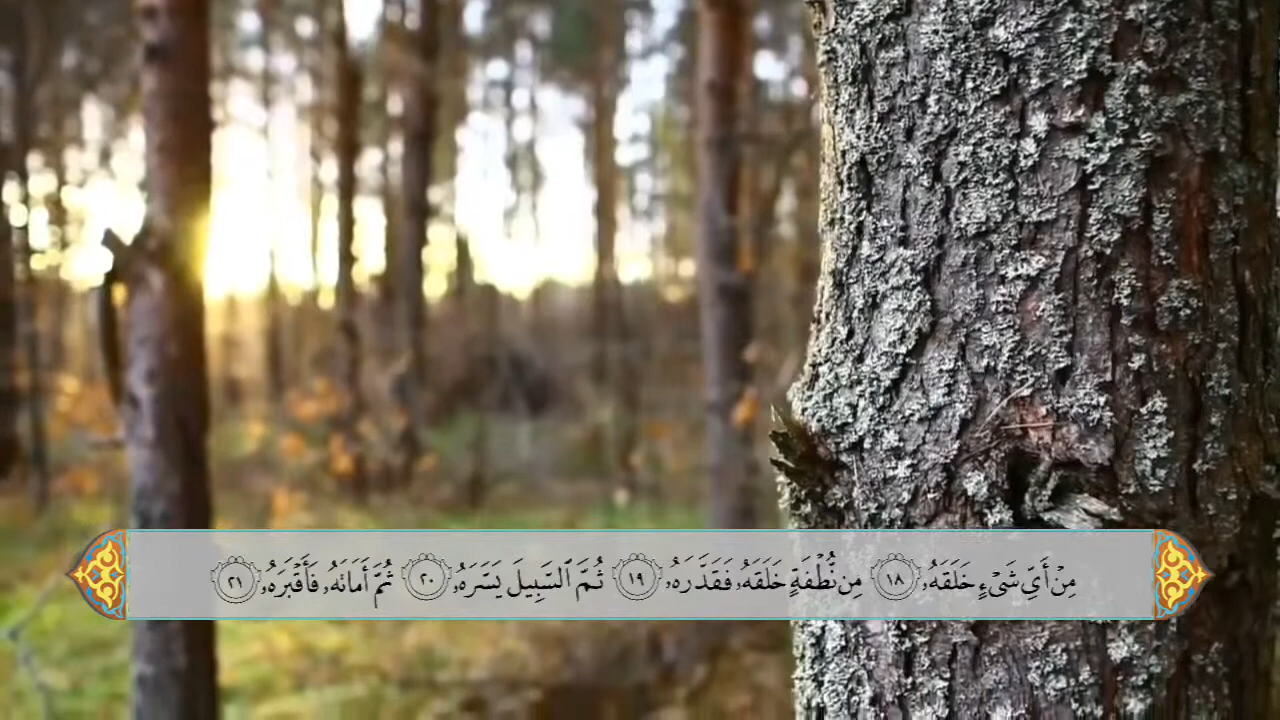 مِنْ أَيِّ شَىْءٍ خَلَقَهُۥ ١٨ مِن نُّطْفَةٍ خَلَقَهُۥ فَقَدَّرَهُۥ ١٩ ثُمَّ ٱلسَّبِيلَ يَسَّرَهُۥ ٢٠ ثُمَّ أَمَاتَهُۥ فَأَقْبَرَهُۥ ٢١